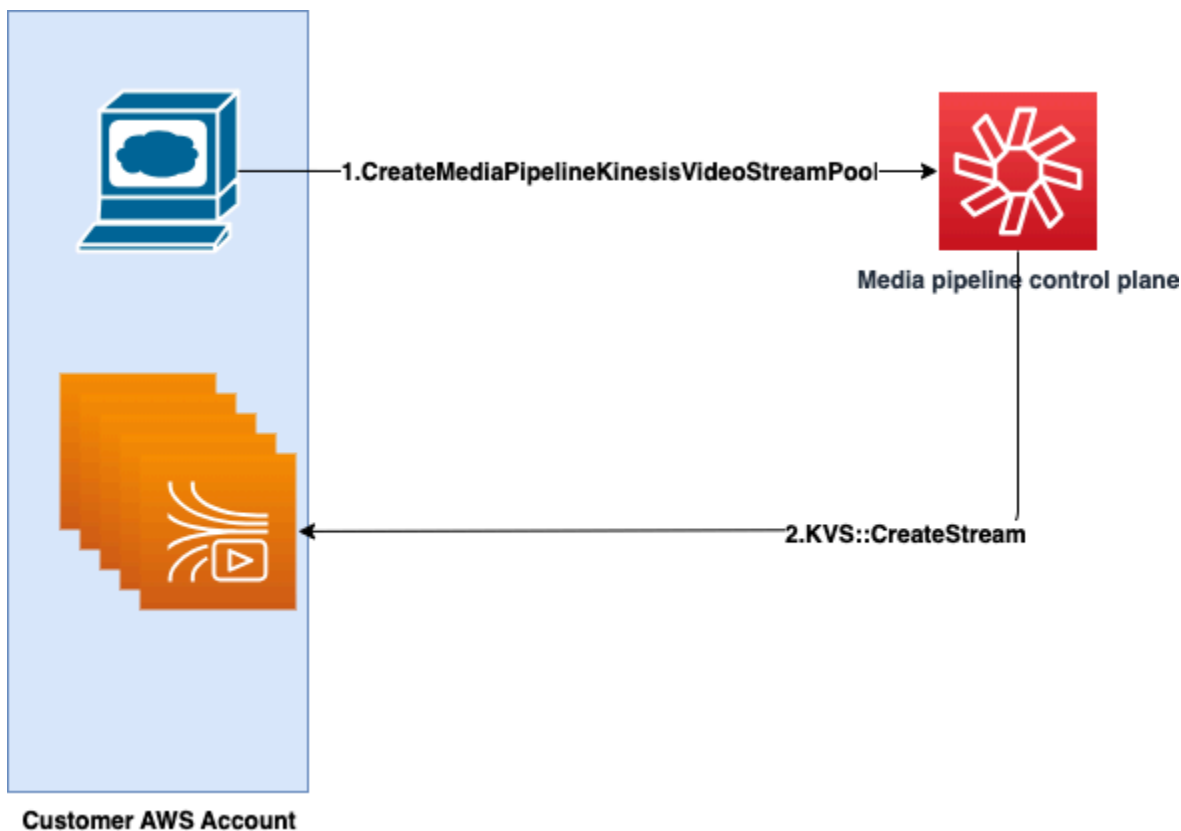 1.CreateMediaPipelineKinesisVideoStreamPool
Media pipeline control plane
2.KVS::CreateStream
Customer AWS Account